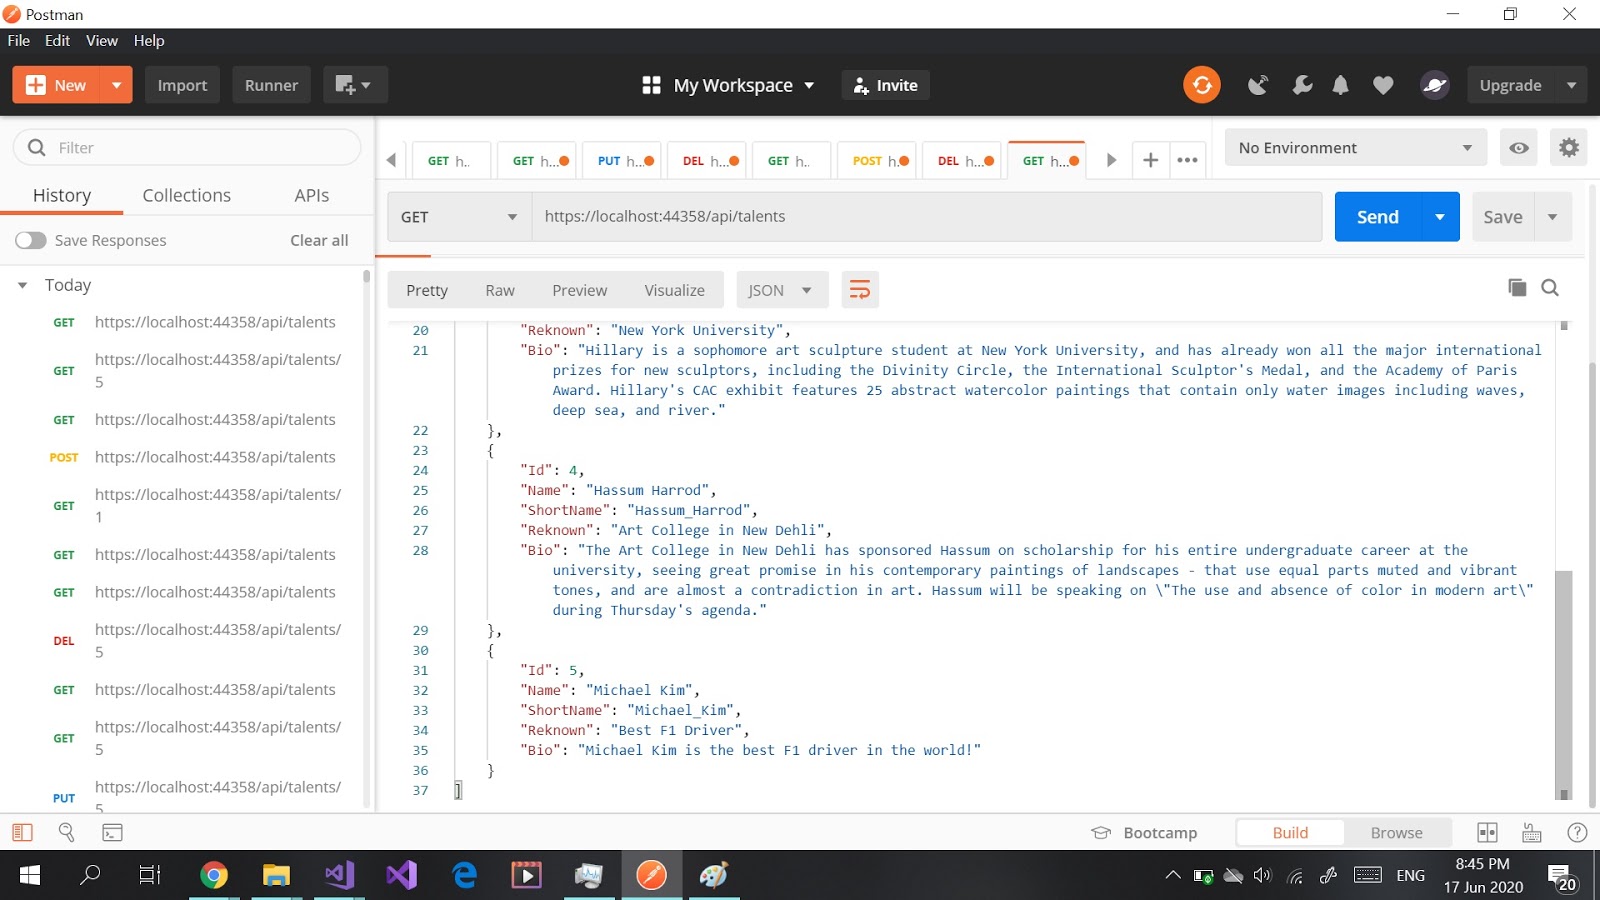 Postman
File Edit View Help
New Import Runner My Workspace Invite Upgrade
Filter
History Collections APIs
Save Responses Clear all
Today
GET https://localhost:44358/api/talents
GET https://localhost:44358/api/talents/
5
GET https://localhost:44358/api/talents
POST https://localhost:44358/api/talents
GET https://localhost:44358/api/talents/
1
GET https://localhost:44358/api/talents
GET https://localhost:44358/api/talents
DEL https://localhost:44358/api/talents/
5
GET https://localhost:44358/api/talents
GET https://localhost:44358/api/talents/
5
PUT https://localhost:44358/api/talents/
5
GET h.. GET h... PUT h... DEL h... GET h.. POST h. DEL h... GET h...
No Environment
GET https://localhost:44358/api/talents Send Save
Pretty Raw Preview Visualize JSON
20 "Reknown": "New York University",
21 "Bio": "Hillary is a sophomore art sculpture student at New York University, and has already won all the major international
prizes for new sculptors, including the Divinity Circle, the International Sculptor's Medal, and the Academy of Paris
Award. Hillary's CAC exhibit features 25 abstract watercolor paintings that contain only water images including waves,
deep sea, and river."
22 },
23 {
24 "Id": 4,
25 "Name": "Hassum Harrod",
26 "ShortName": "Hassum_Harrod",
27 "Reknown": "Art College in New Dehli",
28 "Bio": "The Art College in New Dehli has sponsored Hassum on scholarship for his entire undergraduate career at the
university, seeing great promise in his contemporary paintings of landscapes - that use equal parts muted and vibrant
tones, and are almost a contradiction in art. Hassum will be speaking on \"The use and absence of color in modern art\"
during Thursday's agenda."
29 },
30 {
31 "Id": 5,
32 "Name": "Michael Kim",
33 "ShortName": "Michael_Kim",
34 "Reknown": "Best F1 Driver",
35 "Bio": "Michael Kim is the best F1 driver in the world!"
36 }
37 ]
Bootcamp Build Browse
ENG
8:45 PM
17 Jun 2020
20